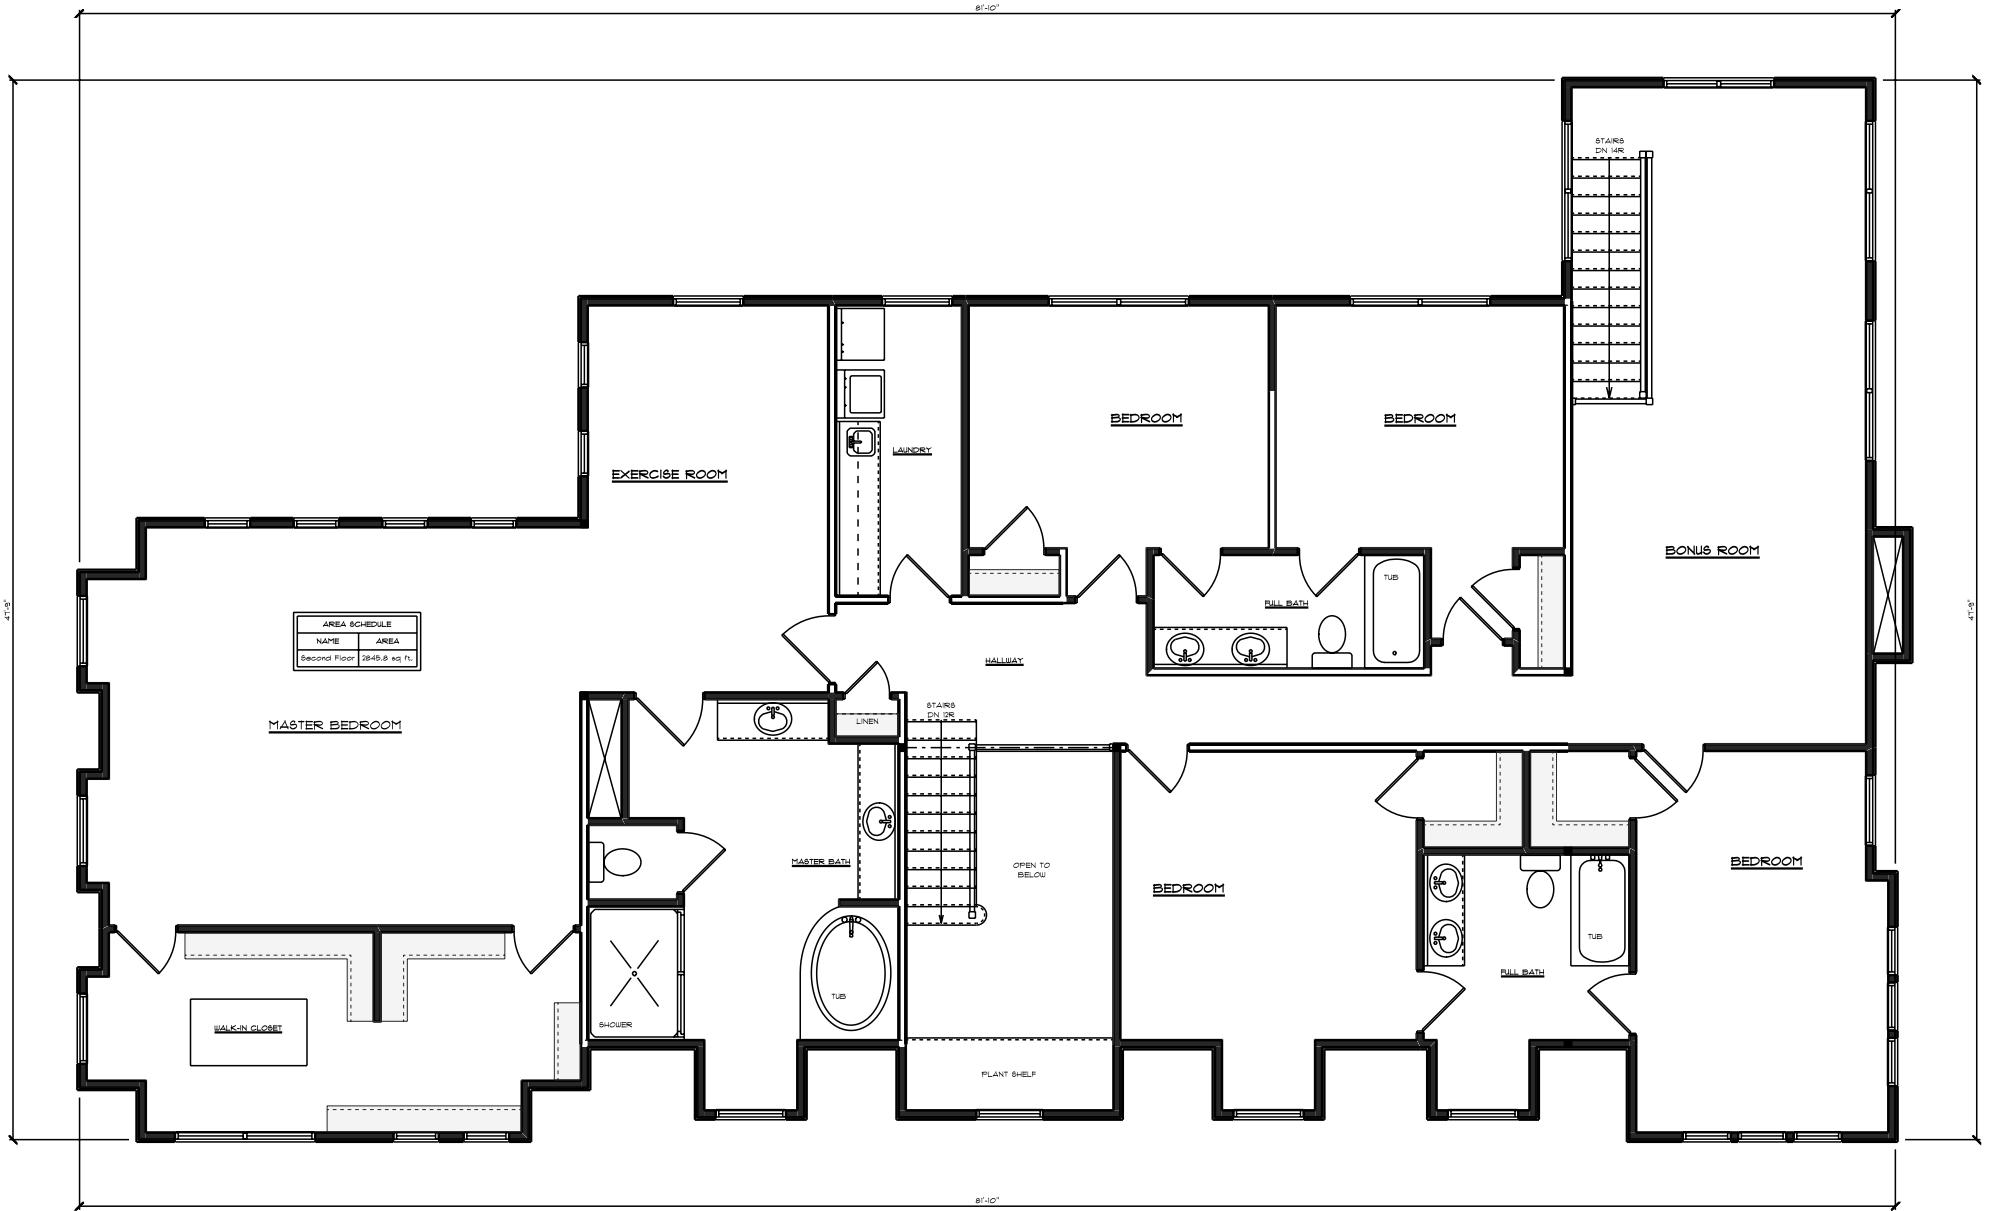 81'-10"
STAIRS
DN 14R
BEDROOM
BEDROOM
LAUNDRY
EXERCISE ROOM
BONUS ROOM
TUB
FULL BATH
47'-9"
47'-9"
AREA SCHEDULE
NAME AREA
Second Floor 2845.8 sq ft.
HALLWAY
STAIRS
DN 12R
LINEN
MASTER BEDROOM
MASTER BATH
OPEN TO
BELOW
BEDROOM
BEDROOM
TUB
FULL BATH
TUB
SHOWER
WALK-IN CLOSET
PLANT SHELF
81'-10"